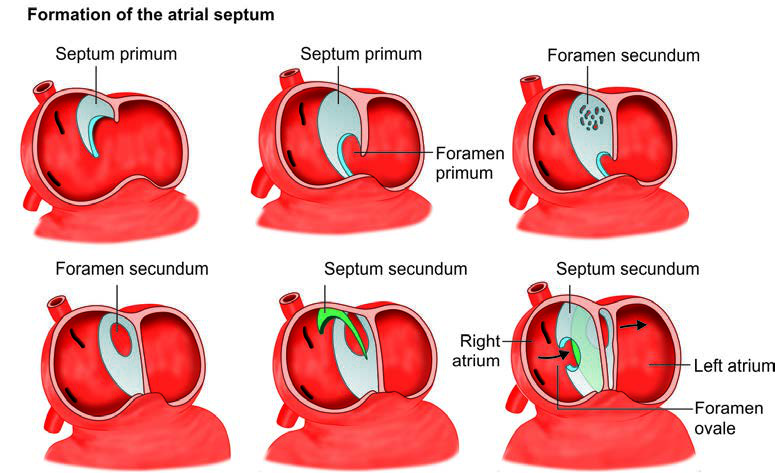 Formation of the atrial septum
Septum primum
Septum primum
Foramen secundum
Foramen
primum
Foramen secundum
Septum secundum
Septum secundum
Right
atrium
Left atrium
Foramen
ovale